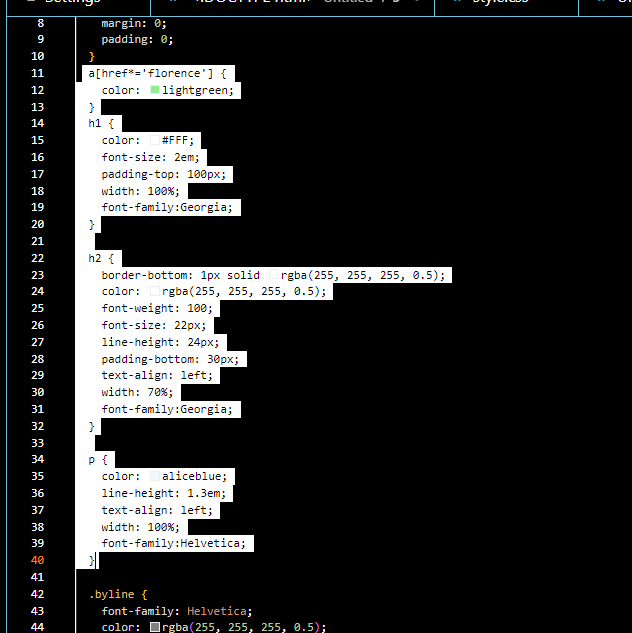 Settings
8 margin: 0;
9 padding: 0;
10 }
11 a[href*='florence'] {
12 color: lightgreen;
13 }
14 h1 {
15 color: #FFF;
16 font-size: 2em;
17 padding-top: 100px;
18 width: 100%;
19 font-family:Georgia;
20 }
21
22 h2 {
23 border-bottom: 1px solid rgba(255, 255, 255, 0.5);
24 color: rgba(255, 255, 255, 0.5);
25 font-weight: 100;
26 font-size: 22px;
27 line-height: 24px;
28 padding-bottom: 30px;
29 text-align: left;
30 width: 70%;
31 font-family:Georgia;
32 }
33
34 p {
35 color: aliceblue;
36 line-height: 1.3em;
37 text-align: left;
38 width: 100%;
39 font-family:Helvetica;
40 }
41
42 .byline {
43 font-family: Helvetica;
44 color: rgba(255, 255, 255, 0.5);